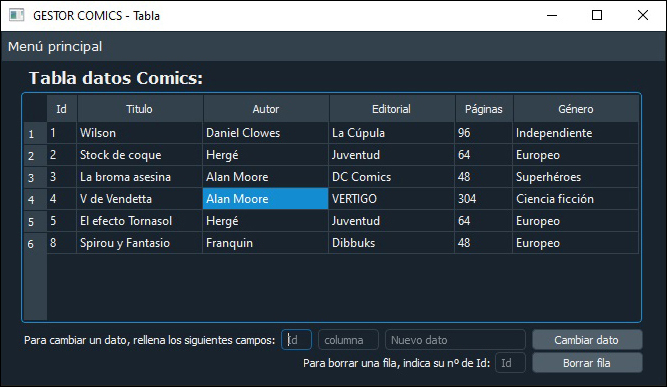 GESTOR COMICS - Tabla
Menú principal
Tabla datos Comics:
Id Titulo Autor Editorial Páginas Género
1 1 Wilson Daniel Clowes La Cúpula 96 Independiente
2 2 Stock de coque Hergé Juventud 64 Europeo
3 3 La broma asesina Alan Moore DC Comics 48 Superhéroes
4 4 V de Vendetta Alan Moore VERTIGO 304 Ciencia ficción
5 5 El efecto Tornasol Hergé Juventud 64 Europeo
6 8 Spirou y Fantasio Franquin Dibbuks 48 Europeo
Para cambiar un dato, rellena los siguientes campos: Id columna Nuevo dato Cambiar dato
Para borrar una fila, indica su nº de Id: Id Borrar fila